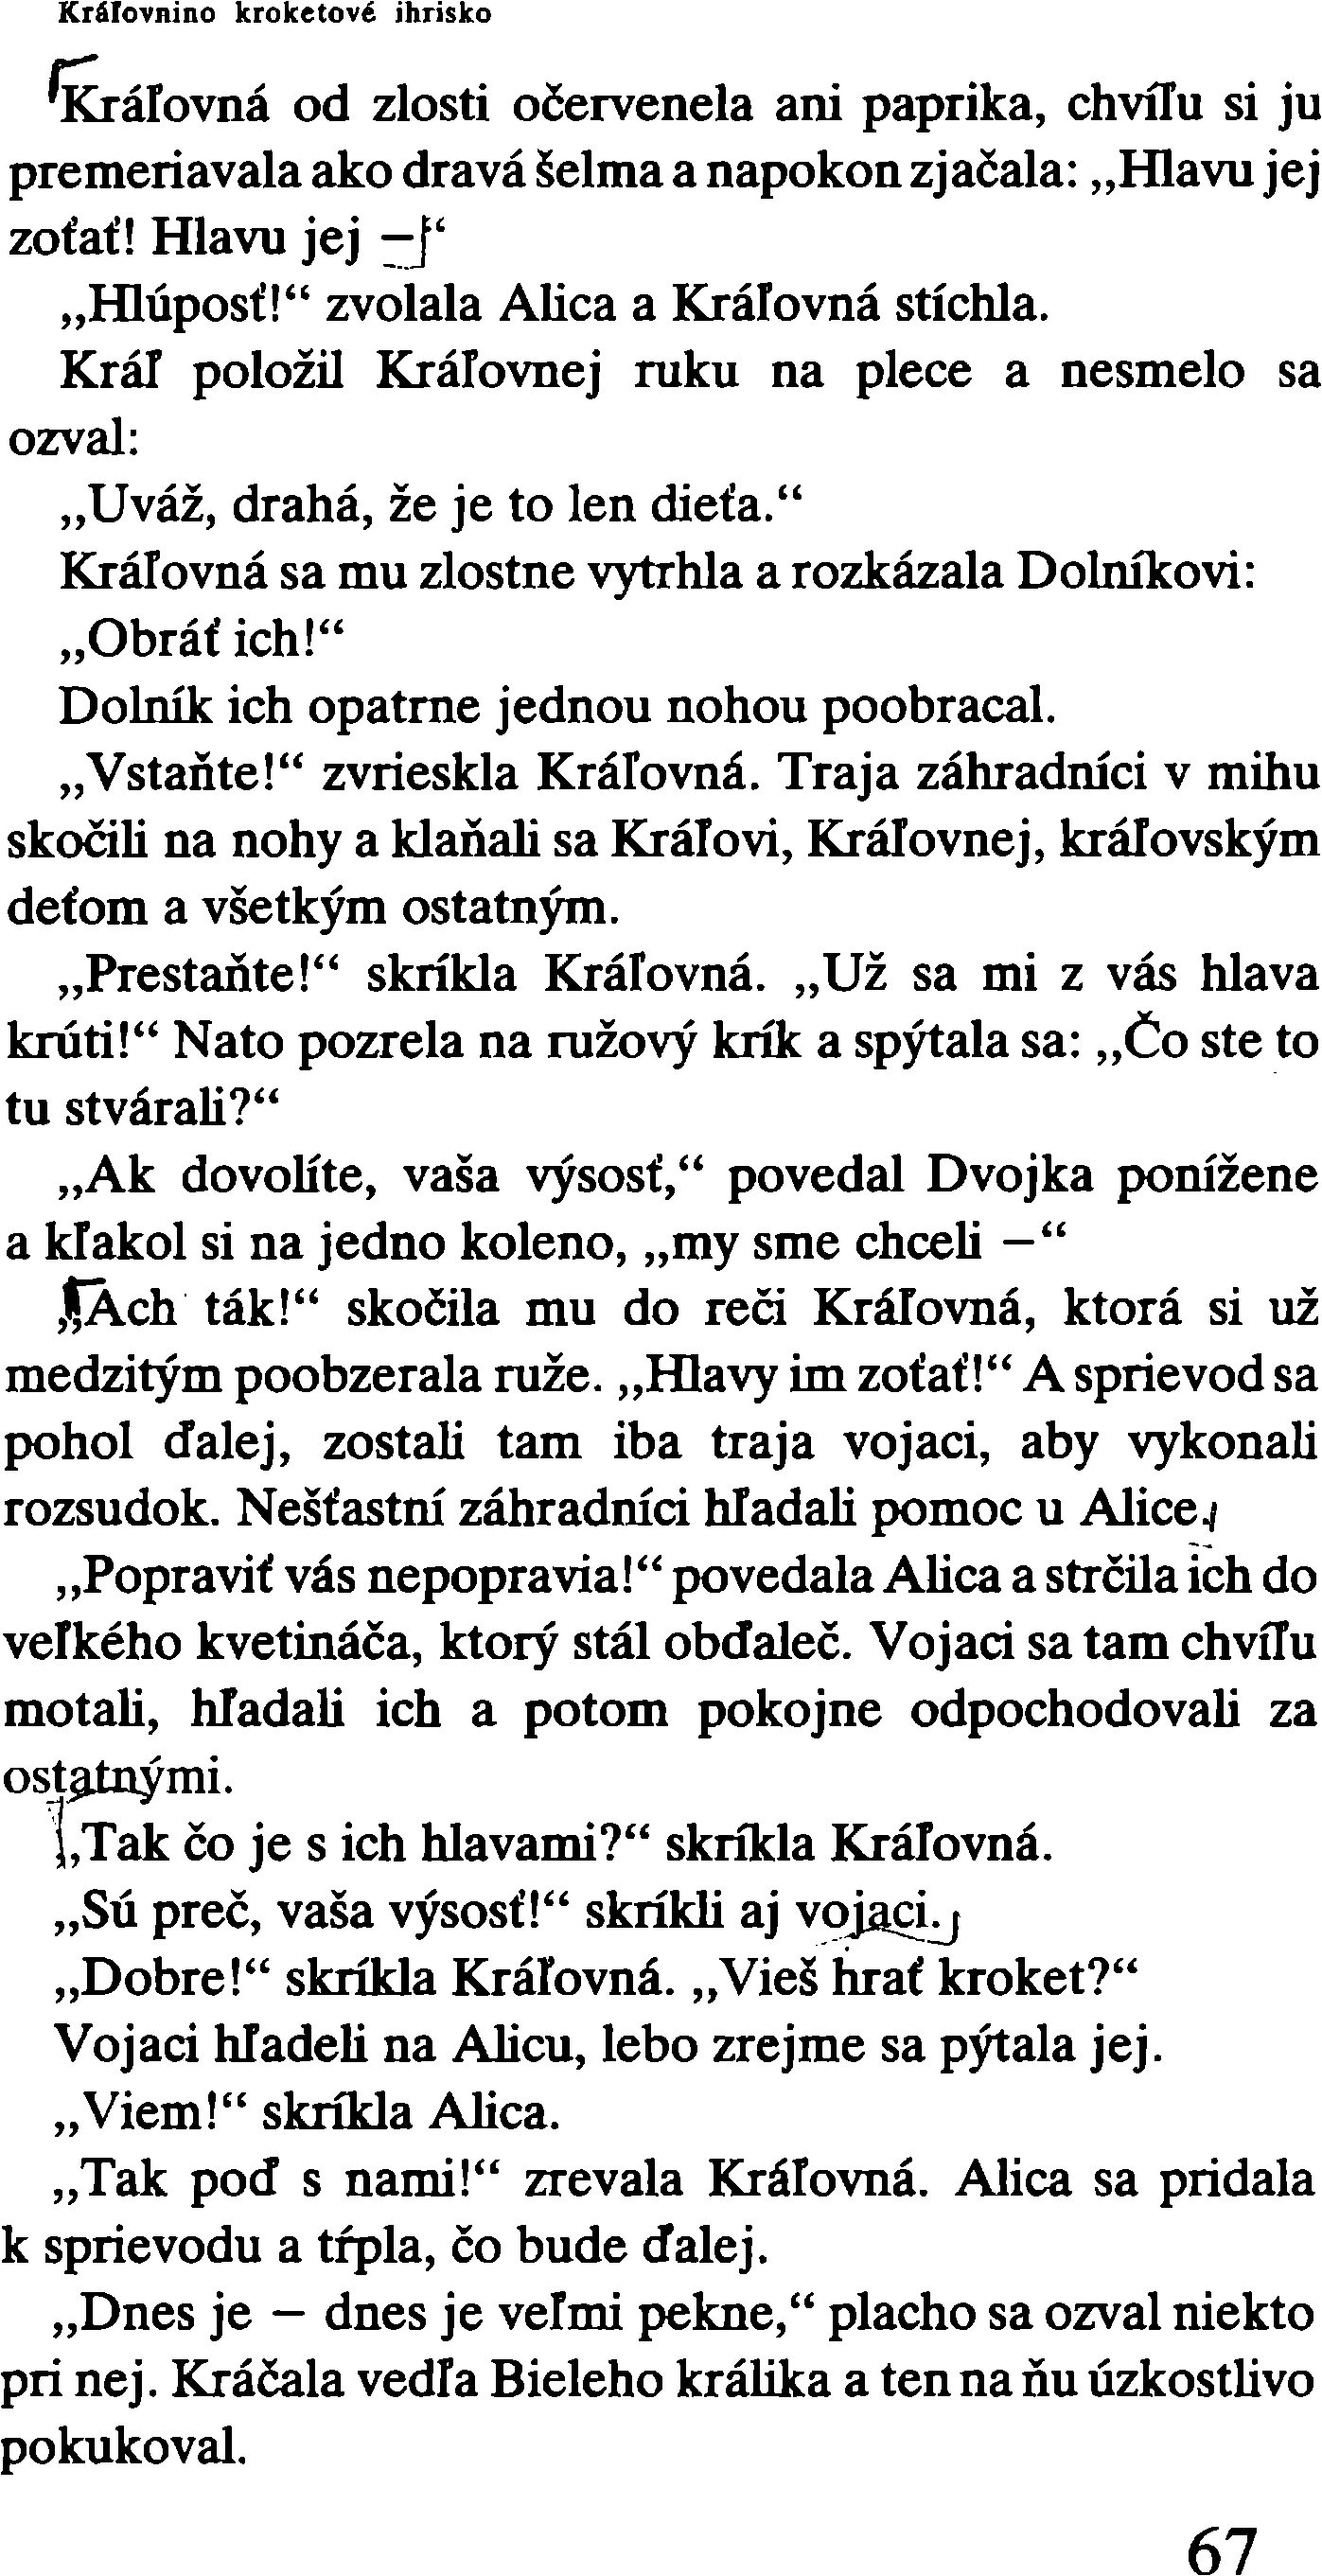 Kráľovnino kroketové ihrisko
Kráľovná od zlosti očervenela ani paprika, chvíľu si ju
premeriavala ako dravá šelma a napokon zjačala: „Hlavu jej
zoťať! Hlavu jej –“
„Hlúposť!“ zvolala Alica a Kráľovná stíchla.
Kráľ položil Kráľovnej ruku na plece a nesmelo sa
ozval:
„Uváž, drahá, že je to len dieťa.“
Kráľovná sa mu zlostne vytrhla a rozkázala Dolníkovi:
„Obráť ich!“
Dolník ich opatrne jednou nohou poobracal.
„Vstaňte!“ zvrieskla Kráľovná. Traja záhradníci v mihu
skočili na nohy a klaňali sa Kráľovi, Kráľovnej, kráľovským
deťom a všetkým ostatným.
„Prestaňte!“ skríkla Kráľovná. „Už sa mi z vás hlava
krúti!“ Nato pozrela na ružový krík a spýtala sa: „Čo ste to
tu stvárali?“
„Ak dovolíte, vaša výsosť,“ povedal Dvojka ponížene
a kľakol si na jedno koleno, „my sme chceli –“
„Ach ták!“ skočila mu do reči Kráľovná, ktorá si už
medzitým poobzerala ruže. „Hlavy im zoťať!“ A sprievod sa
pohol ďalej, zostali tam iba traja vojaci, aby vykonali
rozsudok. Nešťastní záhradníci hľadali pomoc u Alice.
„Popraviť vás nepopravia!“ povedala Alica a strčila ich do
veľkého kvetináča, ktorý stál obďaleč. Vojaci sa tam chvíľu
motali, hľadali ich a potom pokojne odpochodovali za
ostatnými.
„Tak čo je s ich hlavami?“ skríkla Kráľovná.
„Sú preč, vaša výsosť!“ skríkli aj vojaci.
„Dobre!“ skríkla Kráľovná. „Vieš hrať kroket?“
Vojaci hľadeli na Alicu, lebo zrejme sa pýtala jej.
„Viem!“ skríkla Alica.
„Tak poď s nami!“ zrevala Kráľovná. Alica sa pridala
k sprievodu a tŕpla, čo bude ďalej.
„Dnes je – dnes je veľmi pekne,“ placho sa ozval niekto
pri nej. Kráčala vedľa Bieleho králika a ten na ňu úzkostlivo
pokukoval.
67